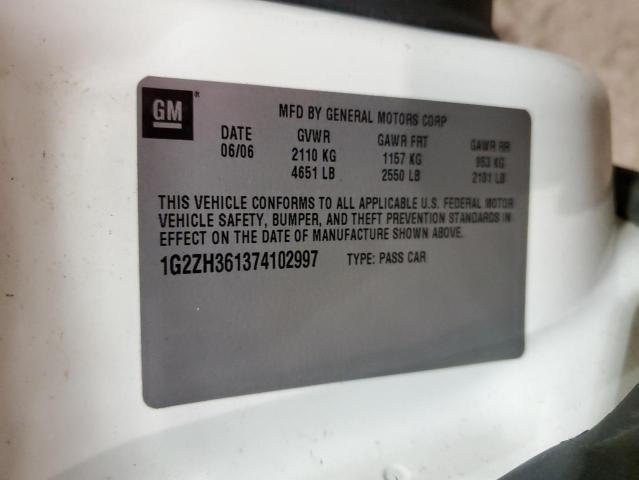 GM ®
MFD BY GENERAL MOTORS CORP
DATE GVWR GAWR FRT GAWR RR
06/06 2110 KG 1157 KG 953 KG
4651 LB 2550 LB 2101 LB
THIS VEHICLE CONFORMS TO ALL APPLICABLE U.S. FEDERAL MOTOR
VEHICLE SAFETY, BUMPER, AND THEFT PREVENTION STANDARDS IN
EFFECT ON THE DATE OF MANUFACTURE SHOWN ABOVE.
1G2ZH361374102997 TYPE: PASS CAR